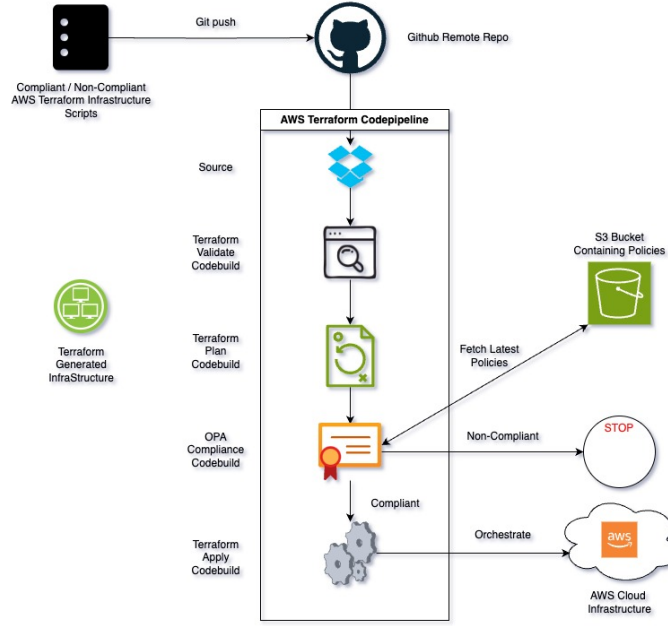 Git push
Github Remote Repo
Compliant / Non-Compliant
AWS Terraform Infrastructure
Scripts
AWS Terraform Codepipeline
Source
Terraform
Validate
Codebuild
S3 Bucket
Containing Policies
Terraform
Generated
InfraStructure
Terraform
Plan
Codebuild
Fetch Latest
Policies
OPA
Compliance
Codebuild
Non-Compliant
STOP
Compliant
Terraform
Apply
Codebuild
Orchestrate
aws
AWS Cloud
Infrastructure